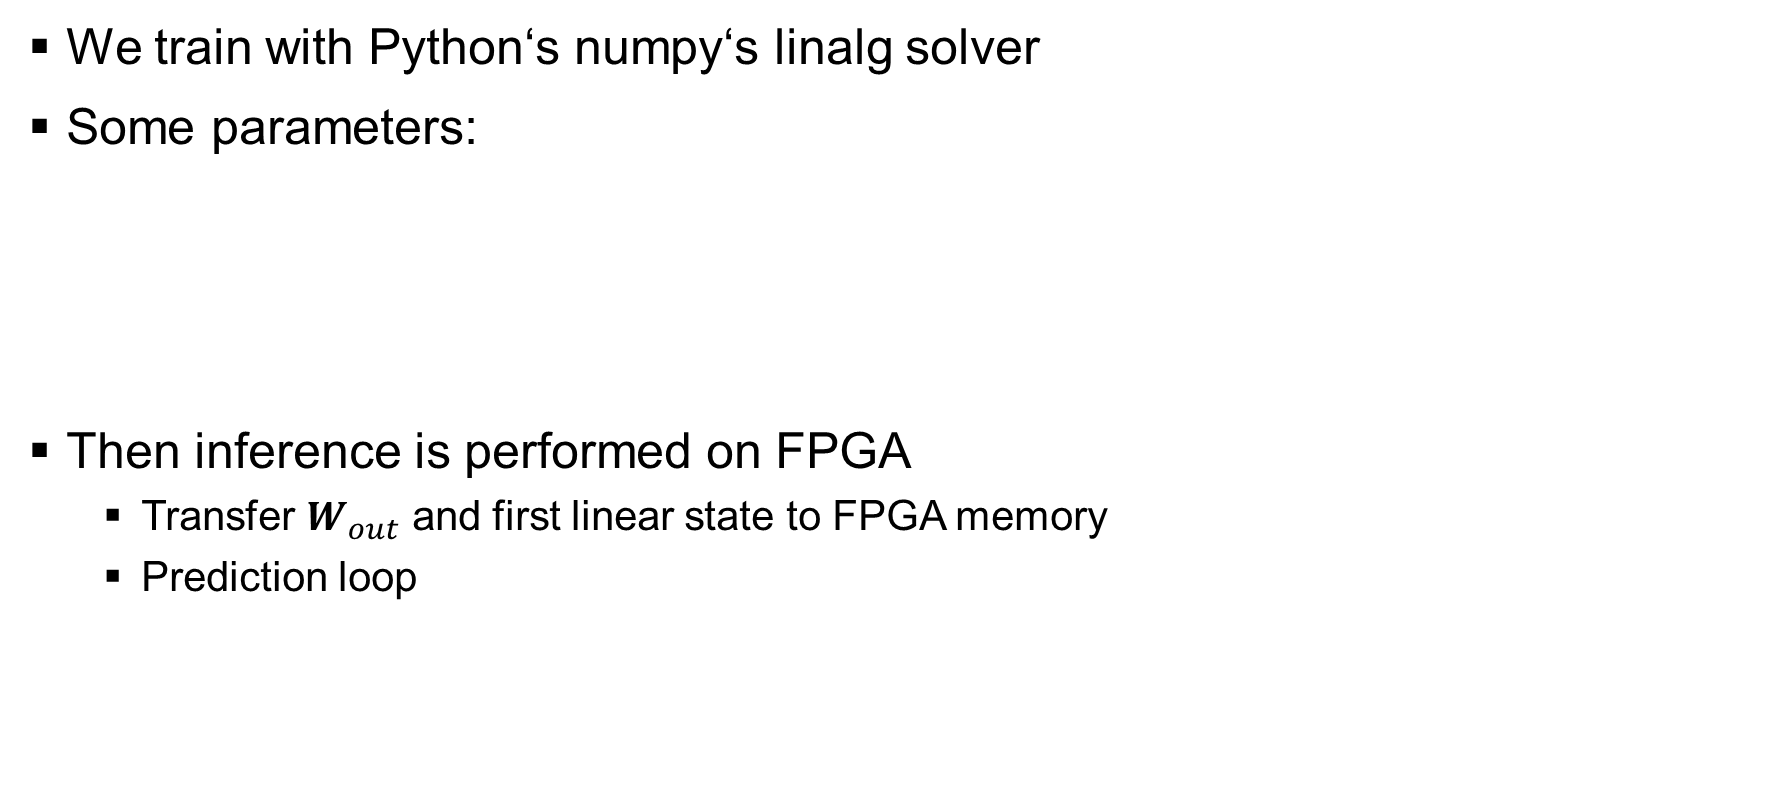 ▪ We train with Python‘s numpy‘s linalg solver
▪ Some parameters:
▪ Then inference is performed on FPGA
▪ Transfer 𝑾𝑜𝑢𝑡 and first linear state to FPGA memory
▪ Prediction loop